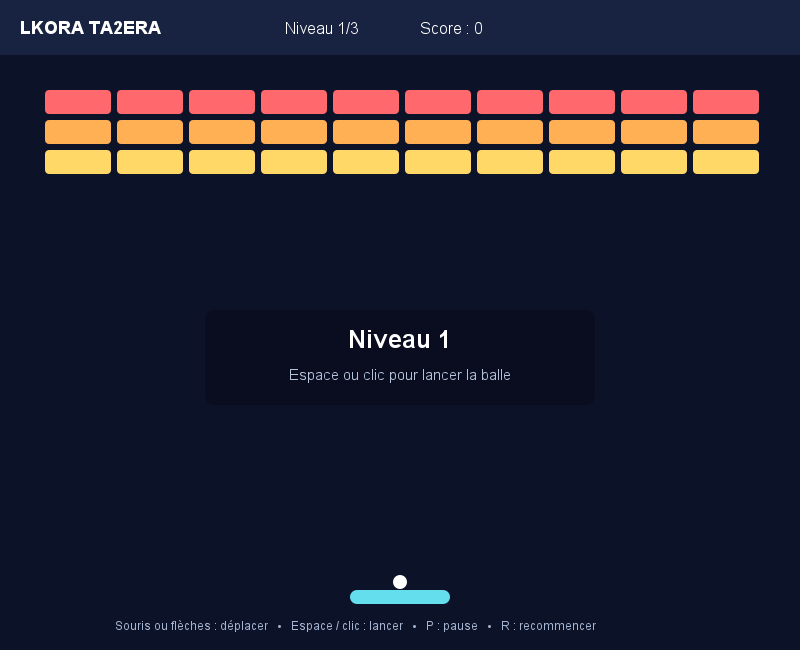 LKORA TA2ERA Niveau 1/3 Score : 0
Niveau 1
Espace ou clic pour lancer la balle
Souris ou flèches : déplacer • Espace / clic : lancer • P : pause • R : recommencer